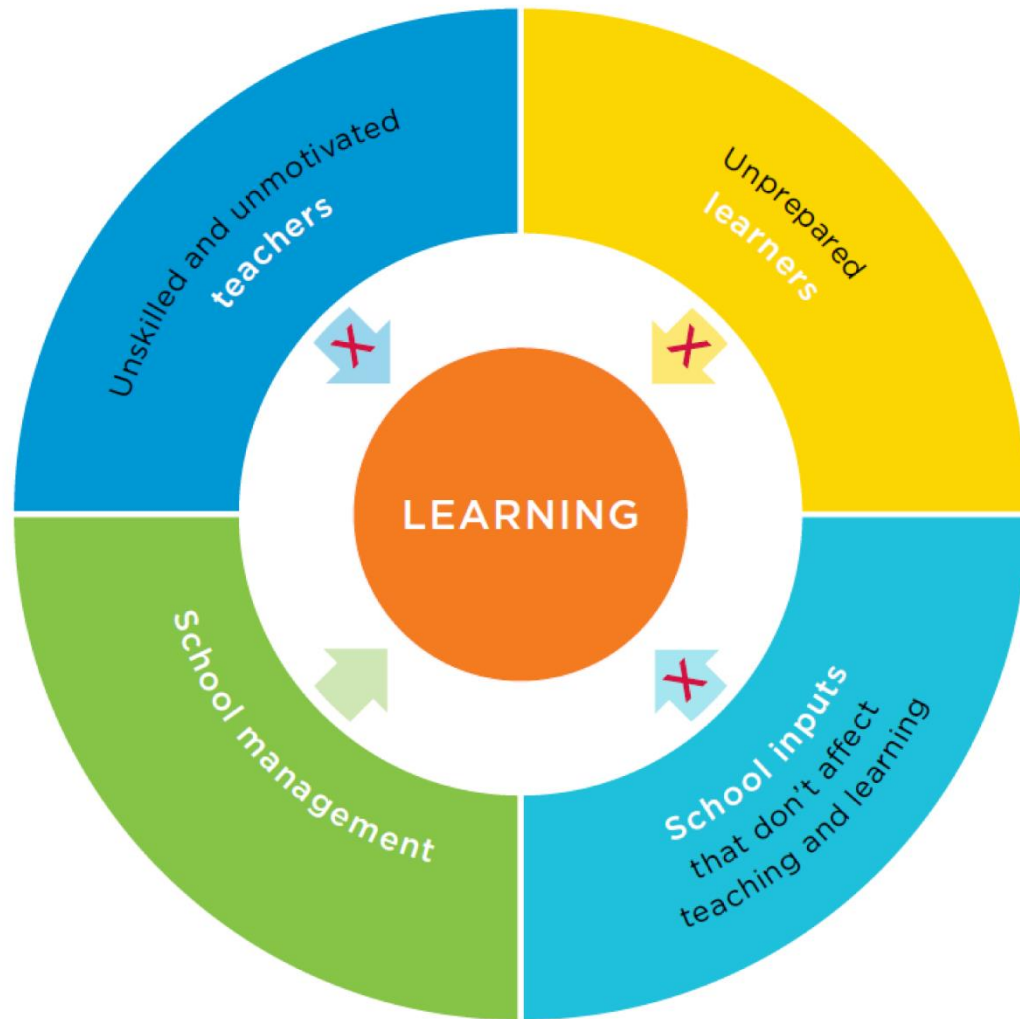 Unskilled and unmotivated
teachers
Unprepared
learners
LEARNING
School management
School inputs
that don't affect
teaching and learning
X
X
X